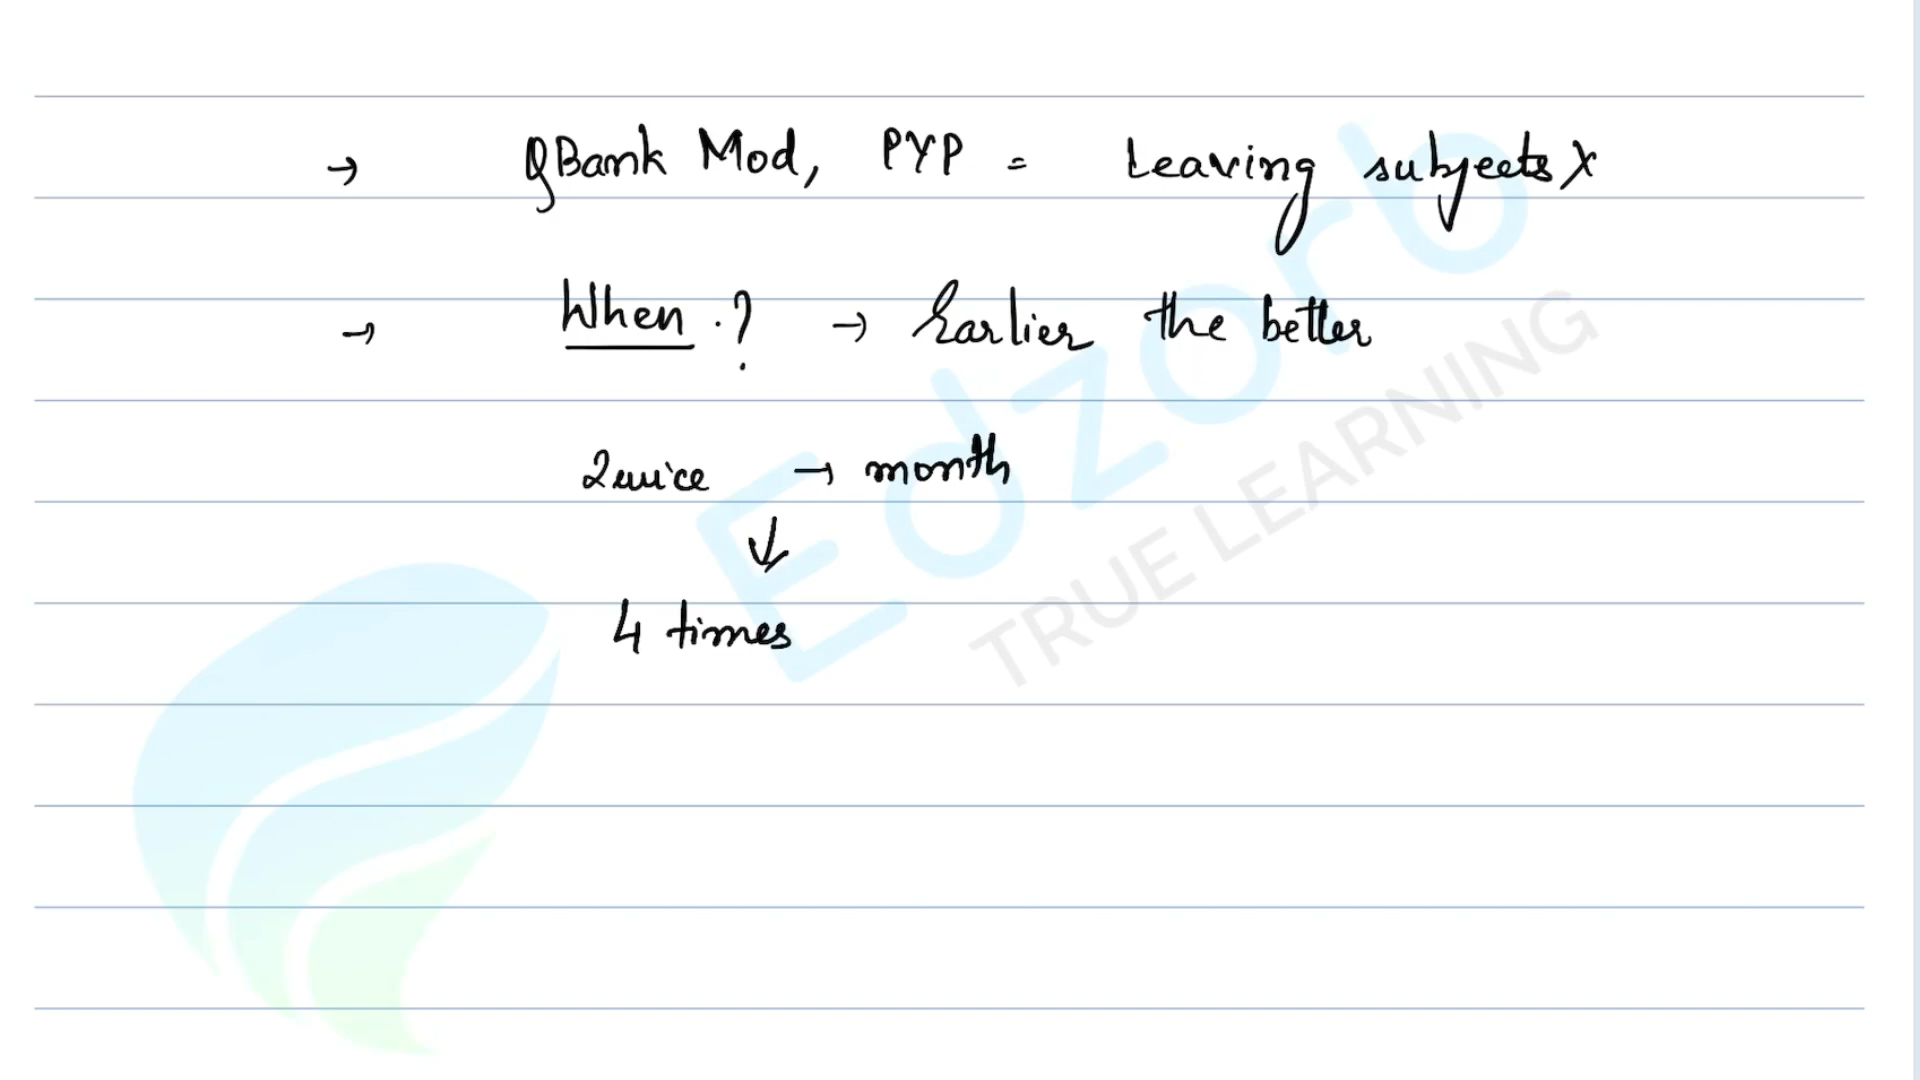 → QBank Mod, PYP = Leaving subjects X
→ When ? → Earlier the better
2wice → month
↓
4 times
Edzorb
TRUE LEARNING